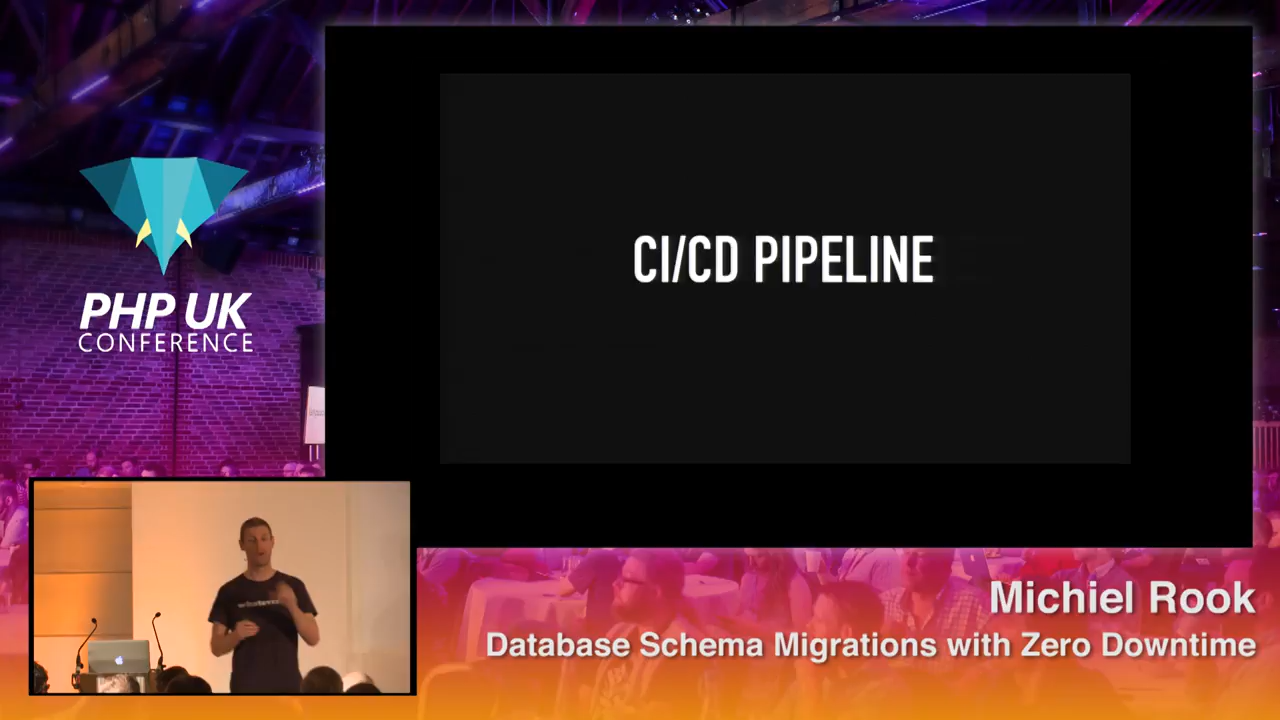 CI/CD PIPELINE
PHP UK
CONFERENCE
Michiel Rook
Database Schema Migrations with Zero Downtime